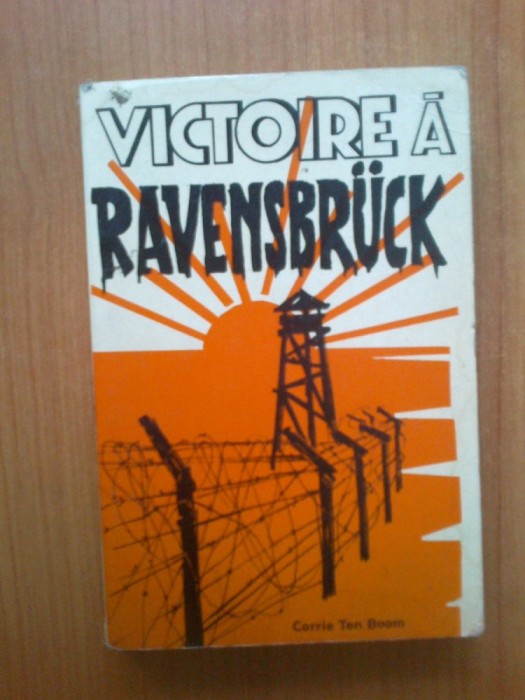 VICTOIRE À
RAVENSBRÜCK
Corrie Ten Boom